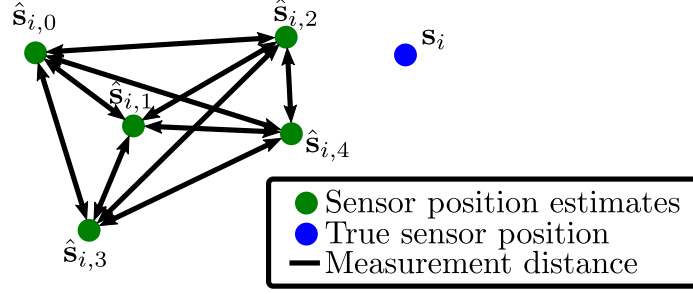 ŝ_{i,0}
ŝ_{i,2}
s_i
ŝ_{i,1}
ŝ_{i,4}
ŝ_{i,3}
Sensor position estimates
True sensor position
Measurement distance